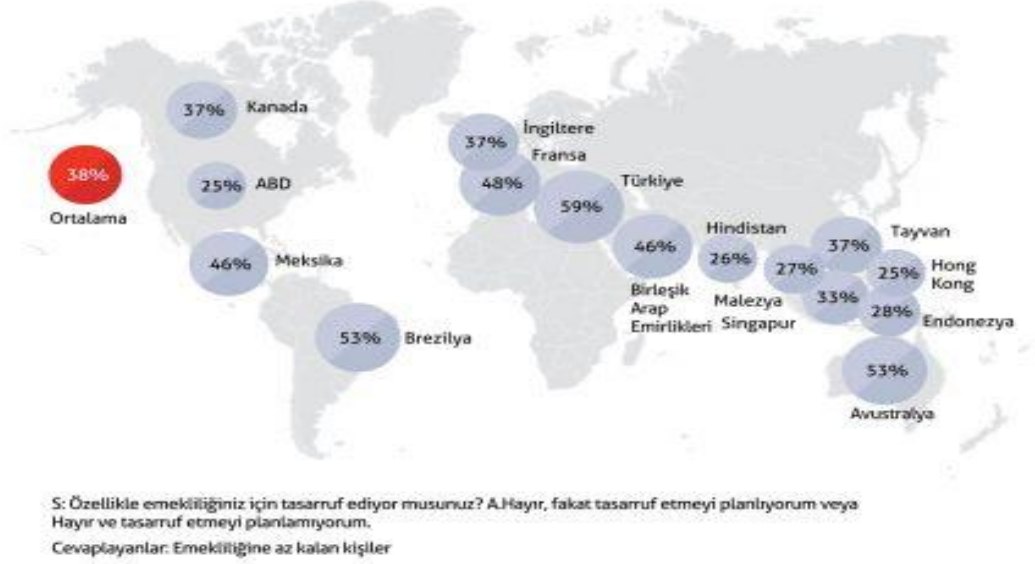 37% Kanada
38%
Ortalama
25% ABD
46% Meksika
53% Brezilya
37% İngiltere
Fransa
48%
Türkiye
59%
46%
Birleşik
Arap
Emirlikleri
Hindistan
26%
27%
Malezya
Singapur
33%
37% Tayvan
25% Hong
Kong
28% Endonezya
53%
Avustralya
S: Özellikle emekliliğiniz için tasarruf ediyor musunuz? A.Hayır, fakat tasarruf etmeyi planlıyorum veya
Hayır ve tasarruf etmeyi planlamıyorum.
Cevaplayanlar: Emekliliğine az kalan kişiler